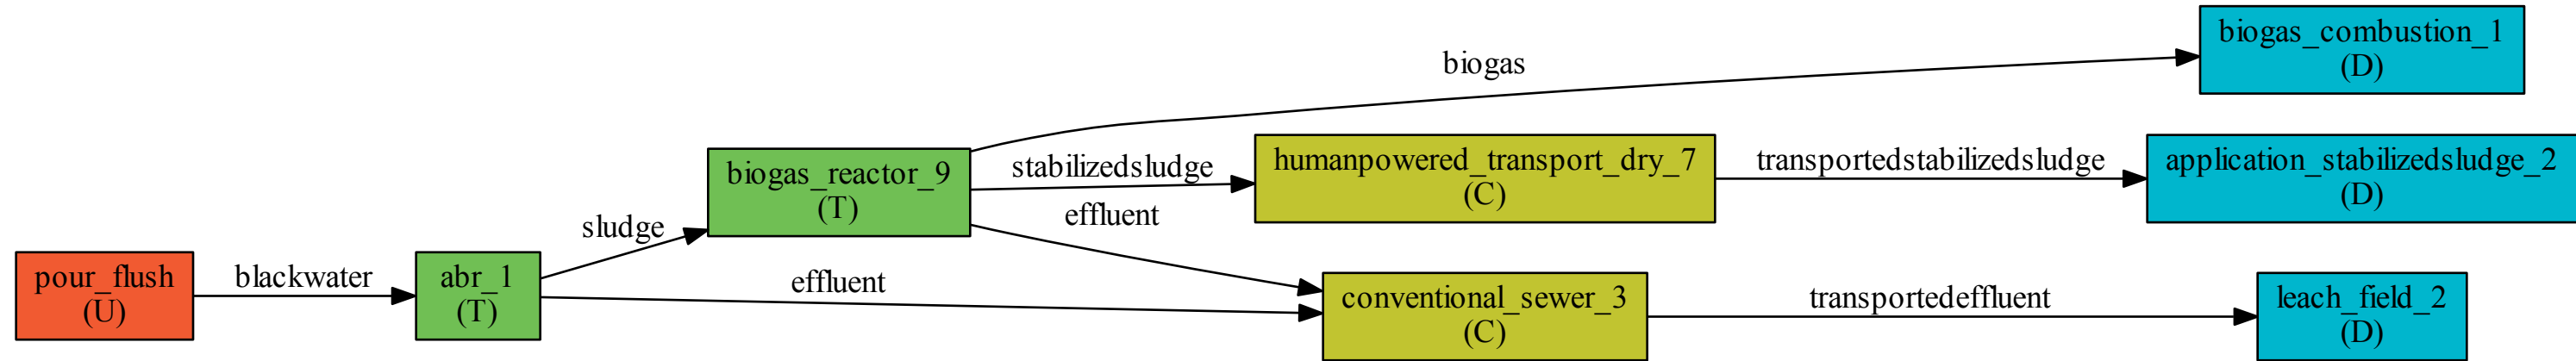 pour_flush
(U)
blackwater
abr_1
(T)
sludge
effluent
biogas_reactor_9
(T)
biogas
stabilizedsludge
effluent
humanpowered_transport_dry_7
(C)
conventional_sewer_3
(C)
transportedstabilizedsludge
transportedeffluent
biogas_combustion_1
(D)
application_stabilizedsludge_2
(D)
leach_field_2
(D)